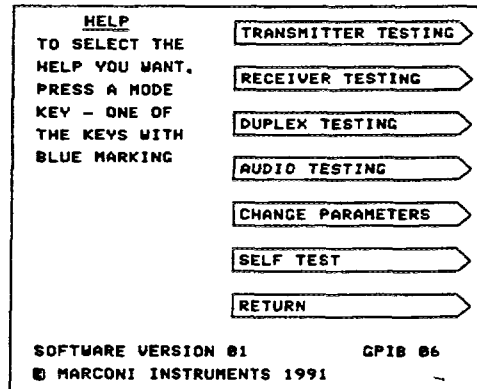 HELP
TO SELECT THE
HELP YOU WANT.
PRESS A MODE
KEY – ONE OF
THE KEYS WITH
BLUE MARKING
TRANSMITTER TESTING
RECEIVER TESTING
DUPLEX TESTING
AUDIO TESTING
CHANGE PARAMETERS
SELF TEST
RETURN
SOFTWARE VERSION 01 GPIB 06
© MARCONI INSTRUMENTS 1991